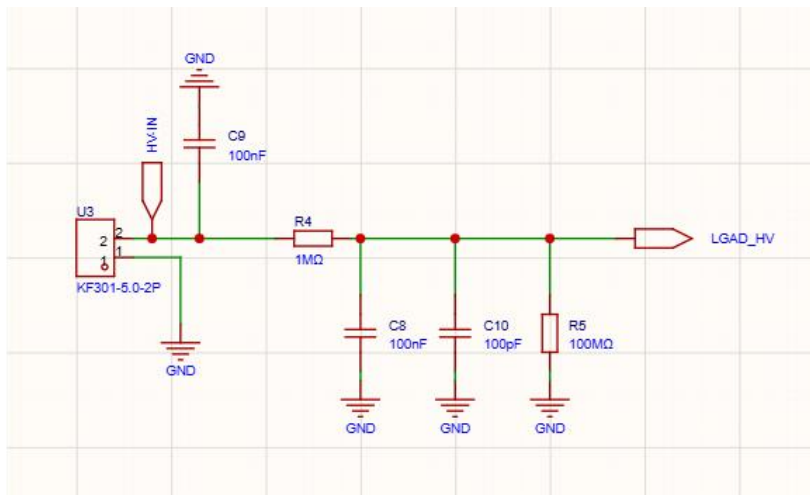 GND
HV-IN
C9
100nF
U3
2
2
1
1
KF301-5.0-2P
GND
R4
1MΩ
LGAD_HV
C8
100nF
GND
C10
100pF
GND
R5
100MΩ
GND